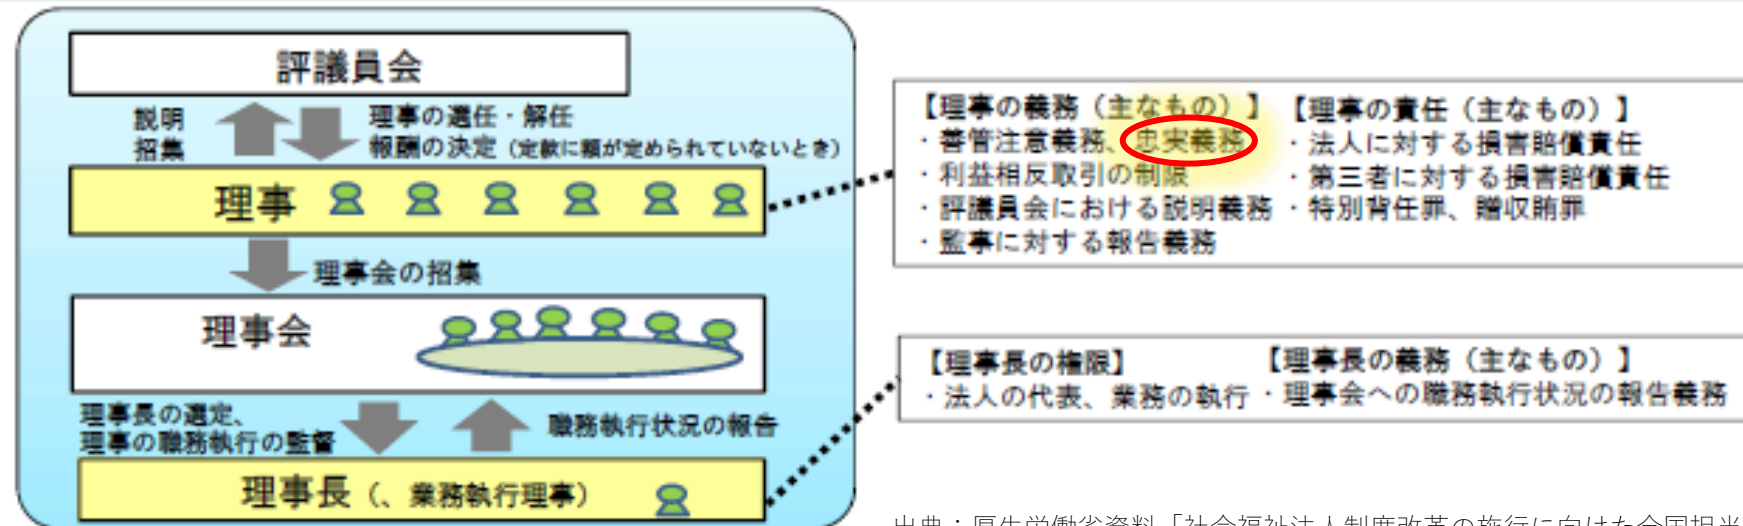 評議員会
説明
招集
理事の選任・解任
報酬の決定（定款に額が定められていないとき）
理事
理事会の招集
理事会
理事長の選定、
理事の職務執行の監督
職務執行状況の報告
理事長（、業務執行理事）
【理事の義務（主なもの）】
・善管注意義務、忠実義務
・利益相反取引の制限
・評議員会における説明義務
・監事に対する報告義務
【理事の責任（主なもの）】
・法人に対する損害賠償責任
・第三者に対する損害賠償責任
・特別背任罪、贈収賄罪
【理事長の権限】
・法人の代表、業務の執行
【理事長の義務（主なもの）】
・理事会への職務執行状況の報告義務
出典：厚生労働省資料「社会福祉法人制度改革の施行に向けた全国担当